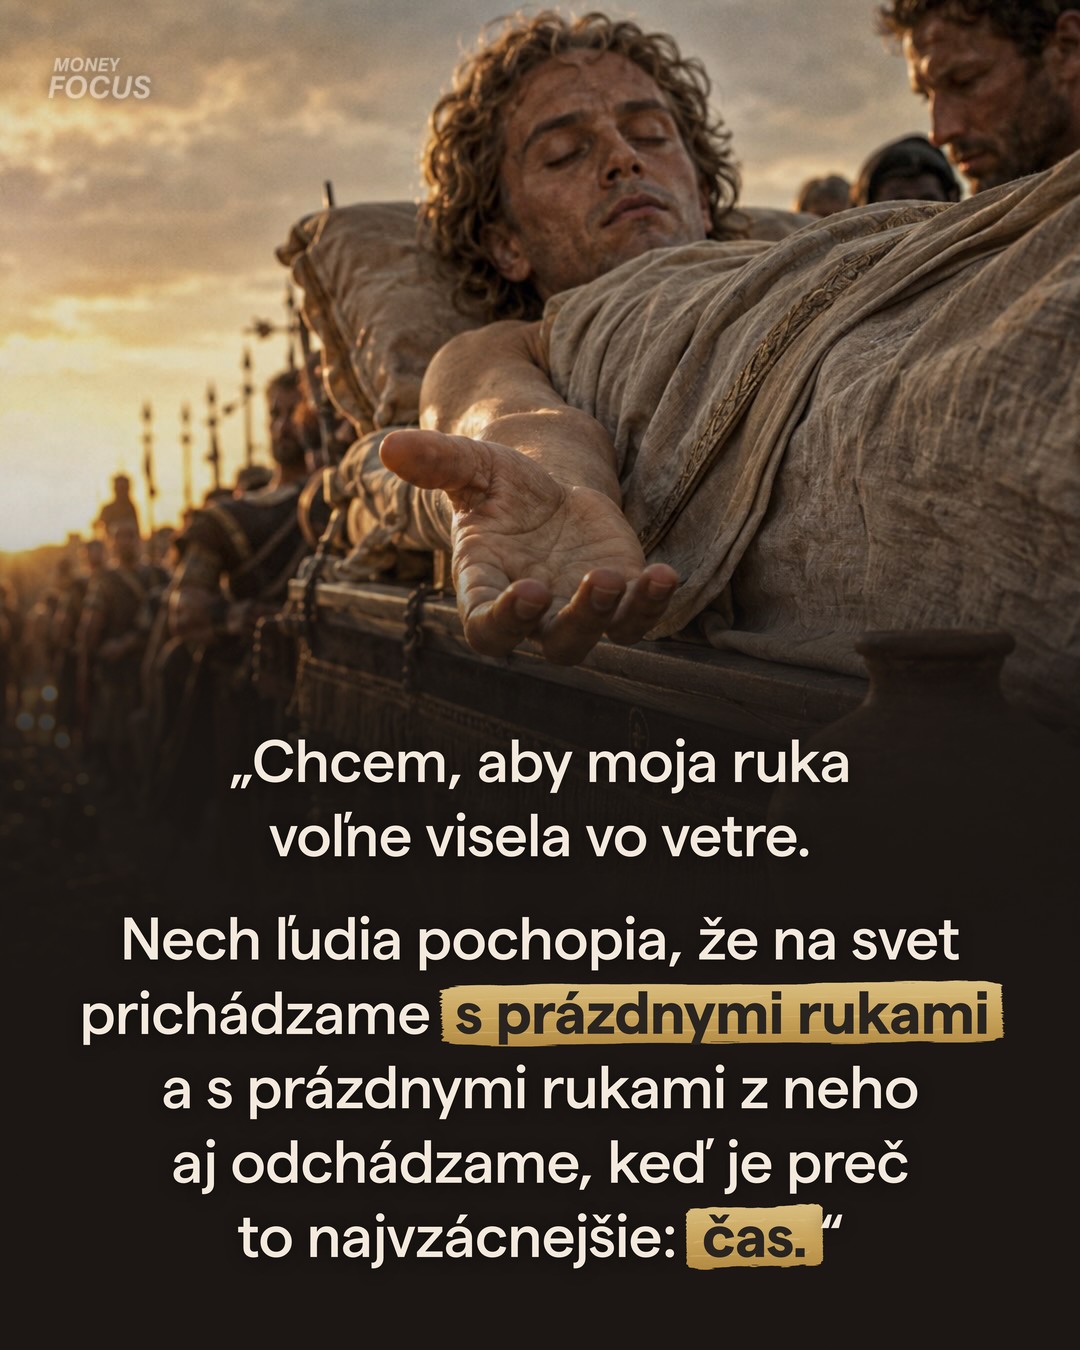 MONEY
FOCUS
„Chcem, aby moja ruka
voľne visela vo vetre.
Nech ľudia pochopia, že na svet
prichádzame s prázdnymi rukami
a s prázdnymi rukami z neho
aj odchádzame, keď je preč
to najvzácnejšie: čas.“